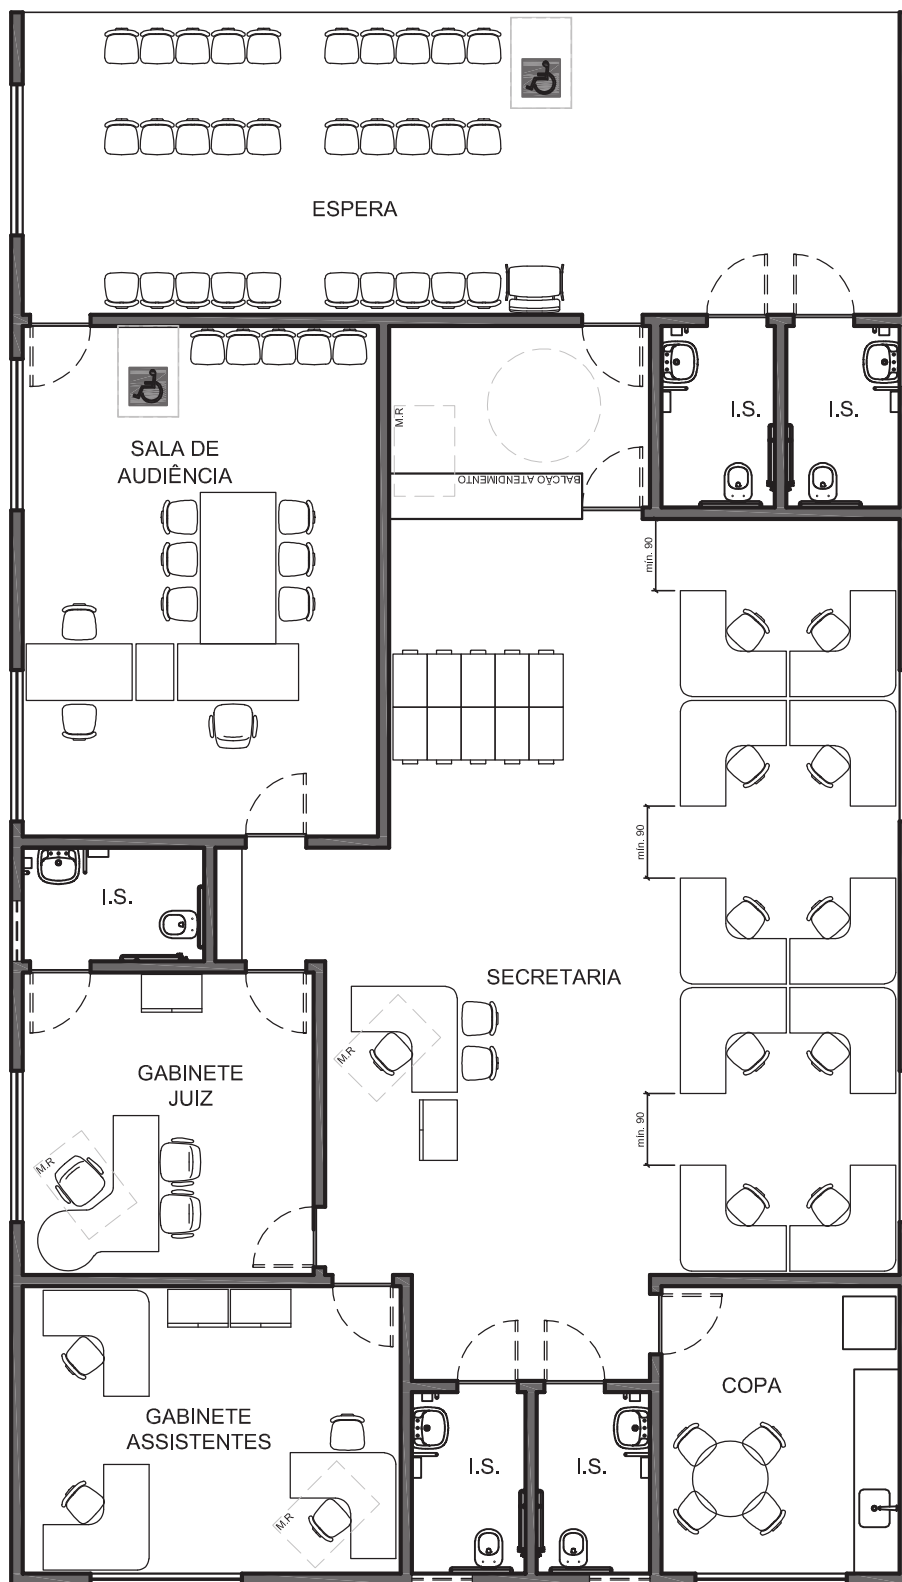 ESPERA
M.R
I.S.
I.S.
SALA DE
AUDIÊNCIA
BALCÃO ATENDIMENTO
mín. 90
mín. 90
I.S.
SECRETARIA
M.R
GABINETE
JUIZ
mín. 90
M.R
COPA
GABINETE
ASSISTENTES
I.S.
I.S.
M.R